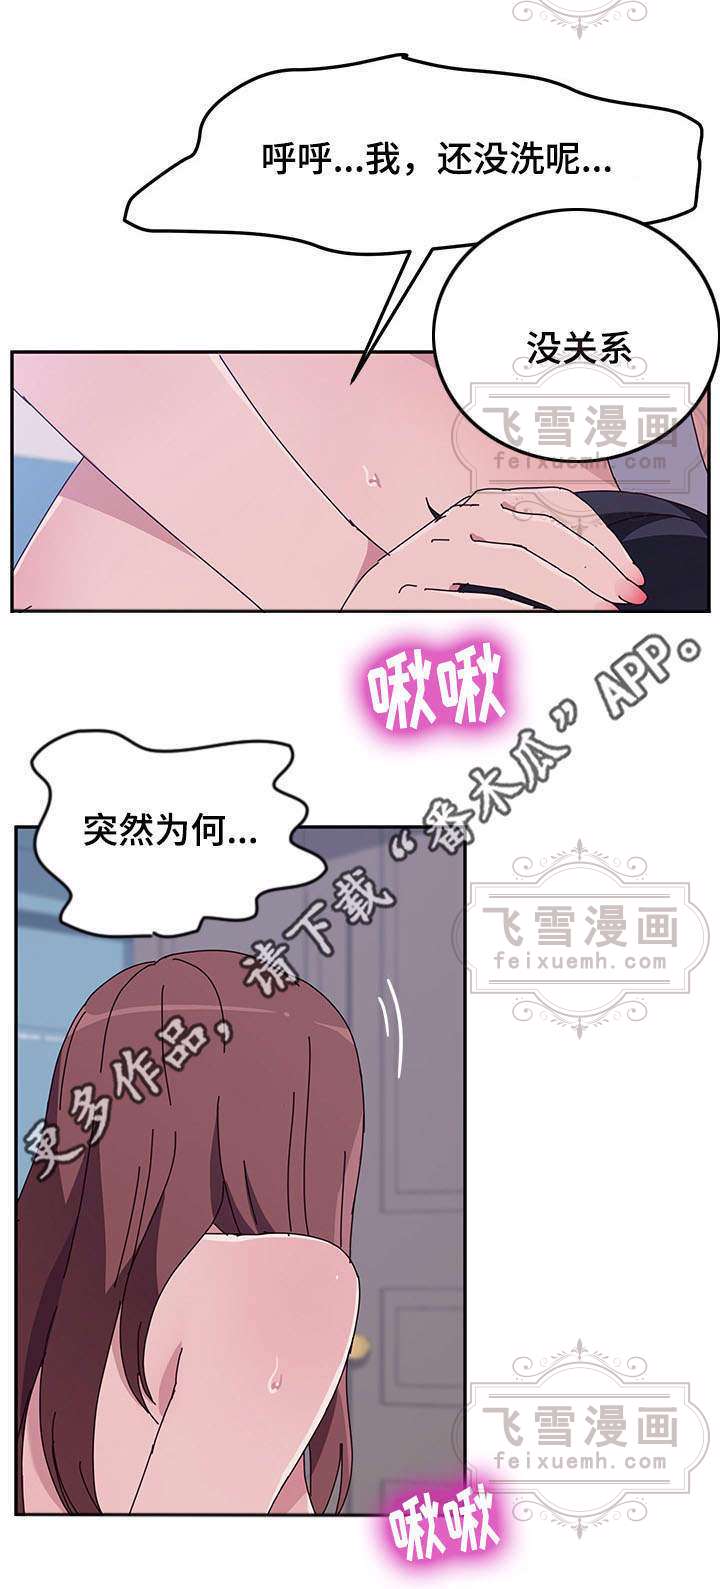 呼呼...我，还没洗呢...
没关系
飞雪漫画
feixuemh.com
啾啾
更多作品，请下载“番木瓜”APP。
突然为何...
飞雪漫画
feixuemh.com
飞雪漫画
feixuemh.com
啾啾